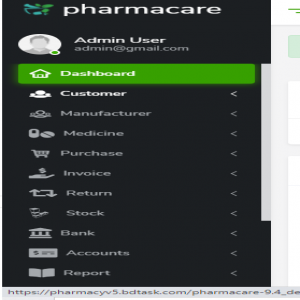 pharmacare
Admin User
admin@gmail.com
Dashboard
Customer <
Manufacturer <
Medicine <
Purchase <
Invoice <
Return <
Stock <
Bank <
Accounts <
Report <
https://pharmacyv5.bdtask.com/pharmacare-9.4_de